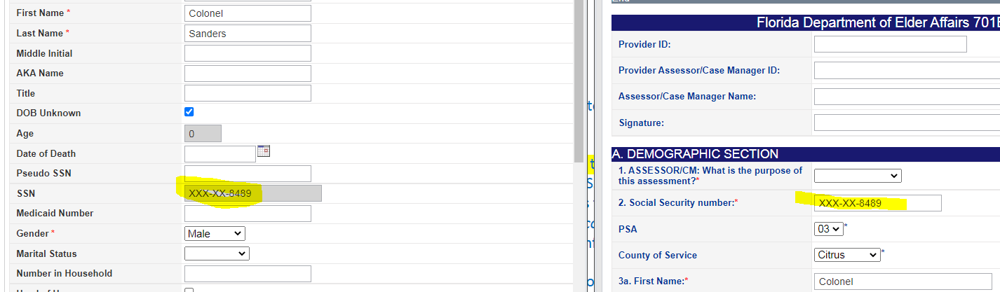 First Name * Colonel
Last Name * Sanders
Middle Initial
AKA Name
Title
DOB Unknown
Age 0
Date of Death
Pseudo SSN
SSN XXX-XX-8489
Medicaid Number
Gender * Male
Marital Status
Number in Household
End
Florida Department of Elder Affairs 701B
Provider ID:
Provider Assessor/Case Manager ID:
Assessor/Case Manager Name:
Signature:
A. DEMOGRAPHIC SECTION
1. ASSESSOR/CM: What is the purpose of
this assessment?*
2. Social Security number:* XXX-XX-8489
PSA 03 *
County of Service Citrus *
3a. First Name:* Colonel